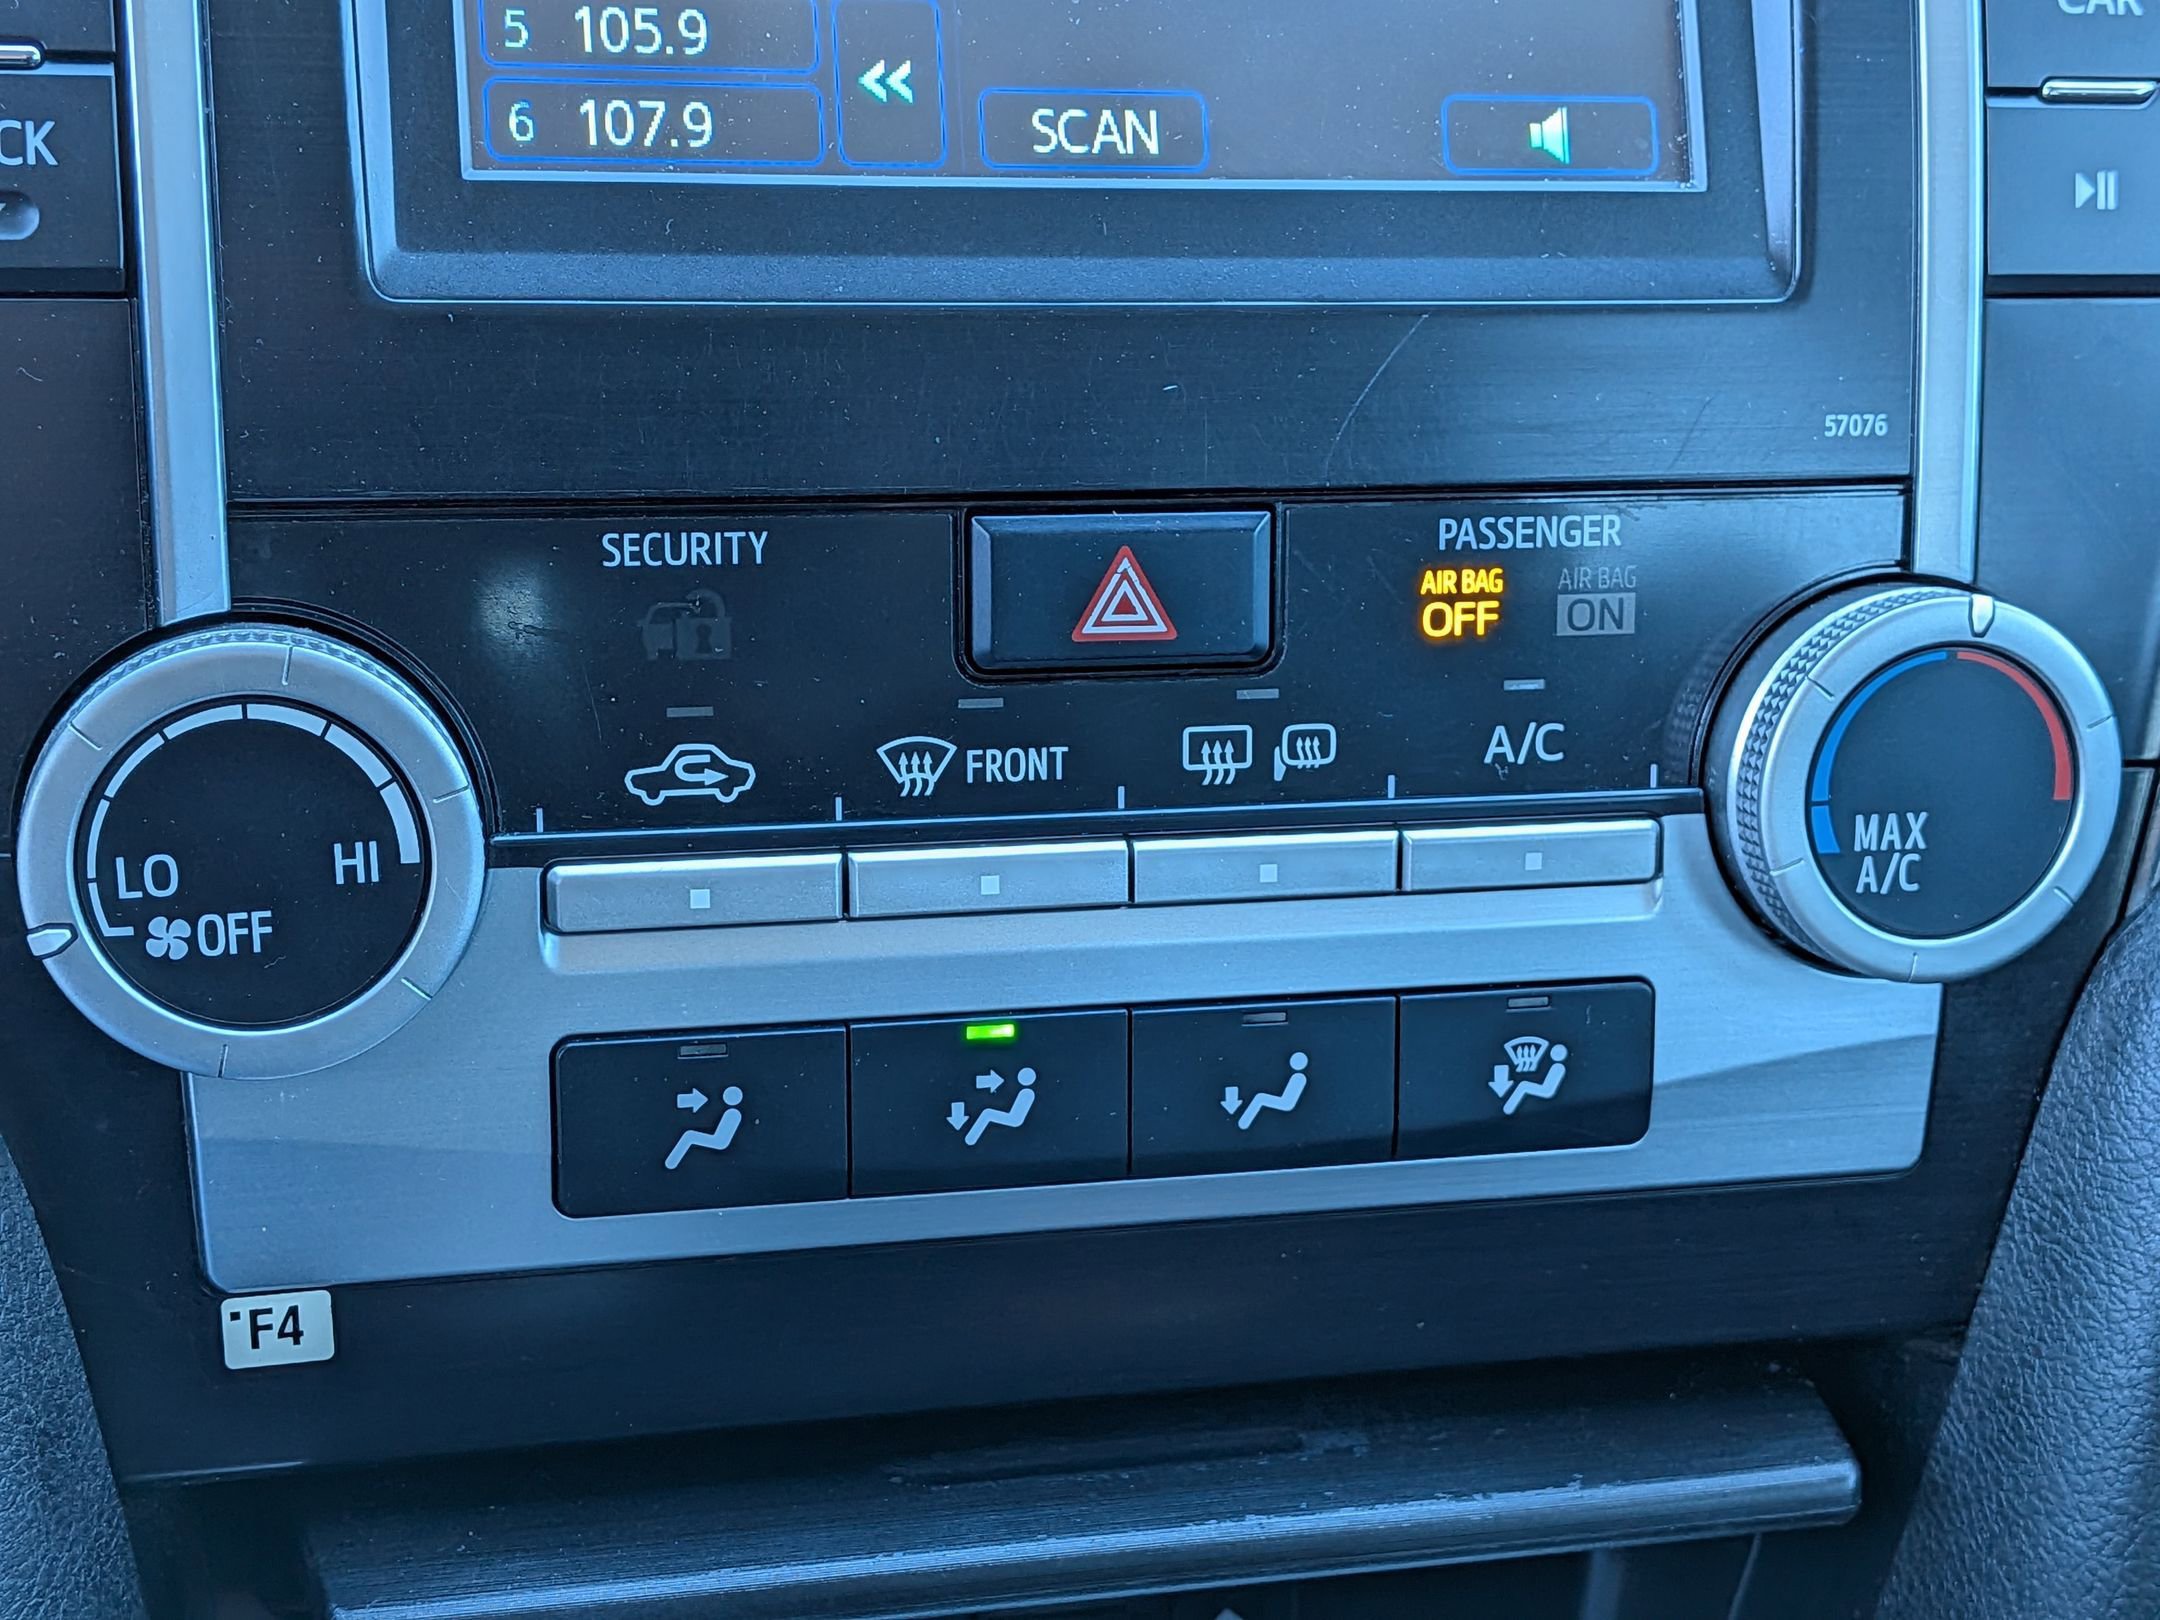 5 105.9
6 107.9
SCAN
57076
SECURITY
PASSENGER
AIR BAG
OFF
AIR BAG
ON
FRONT
A/C
LO
HI
OFF
MAX
A/C
F4